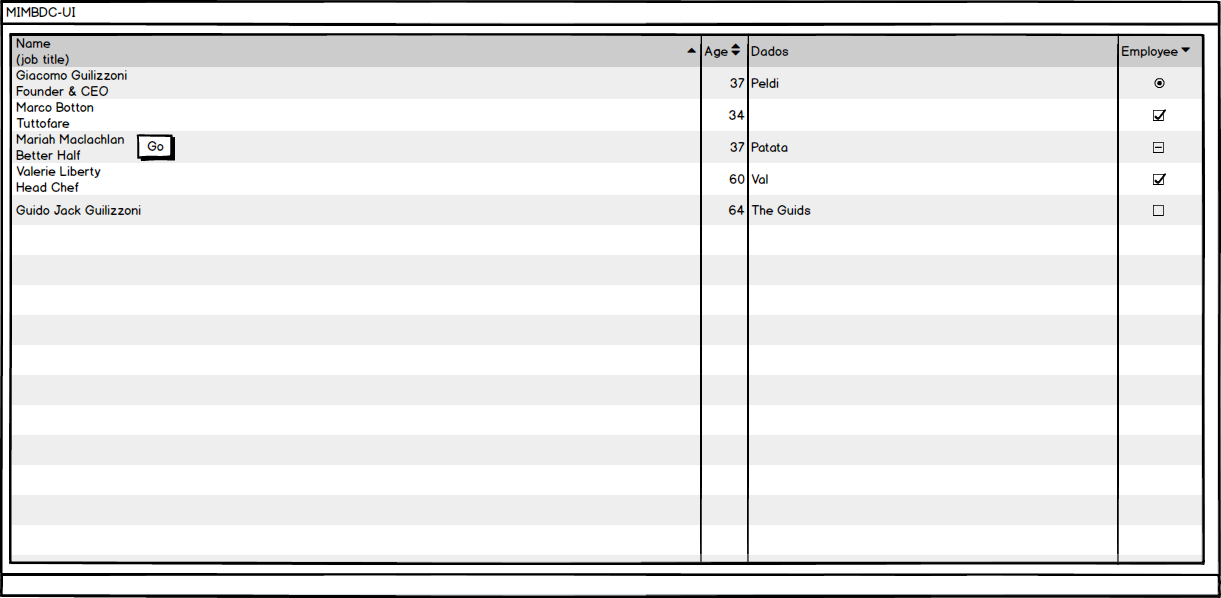 MIMBDC-UI
Name
(job title)
Age
Dados
Employee
Giacomo Guilizzoni
Founder & CEO
37
Peldi
Marco Botton
Tuttofare
34
Mariah Maclachlan
Better Half
Go
37
Patata
Valerie Liberty
Head Chef
60
Val
Guido Jack Guilizzoni
64
The Guids